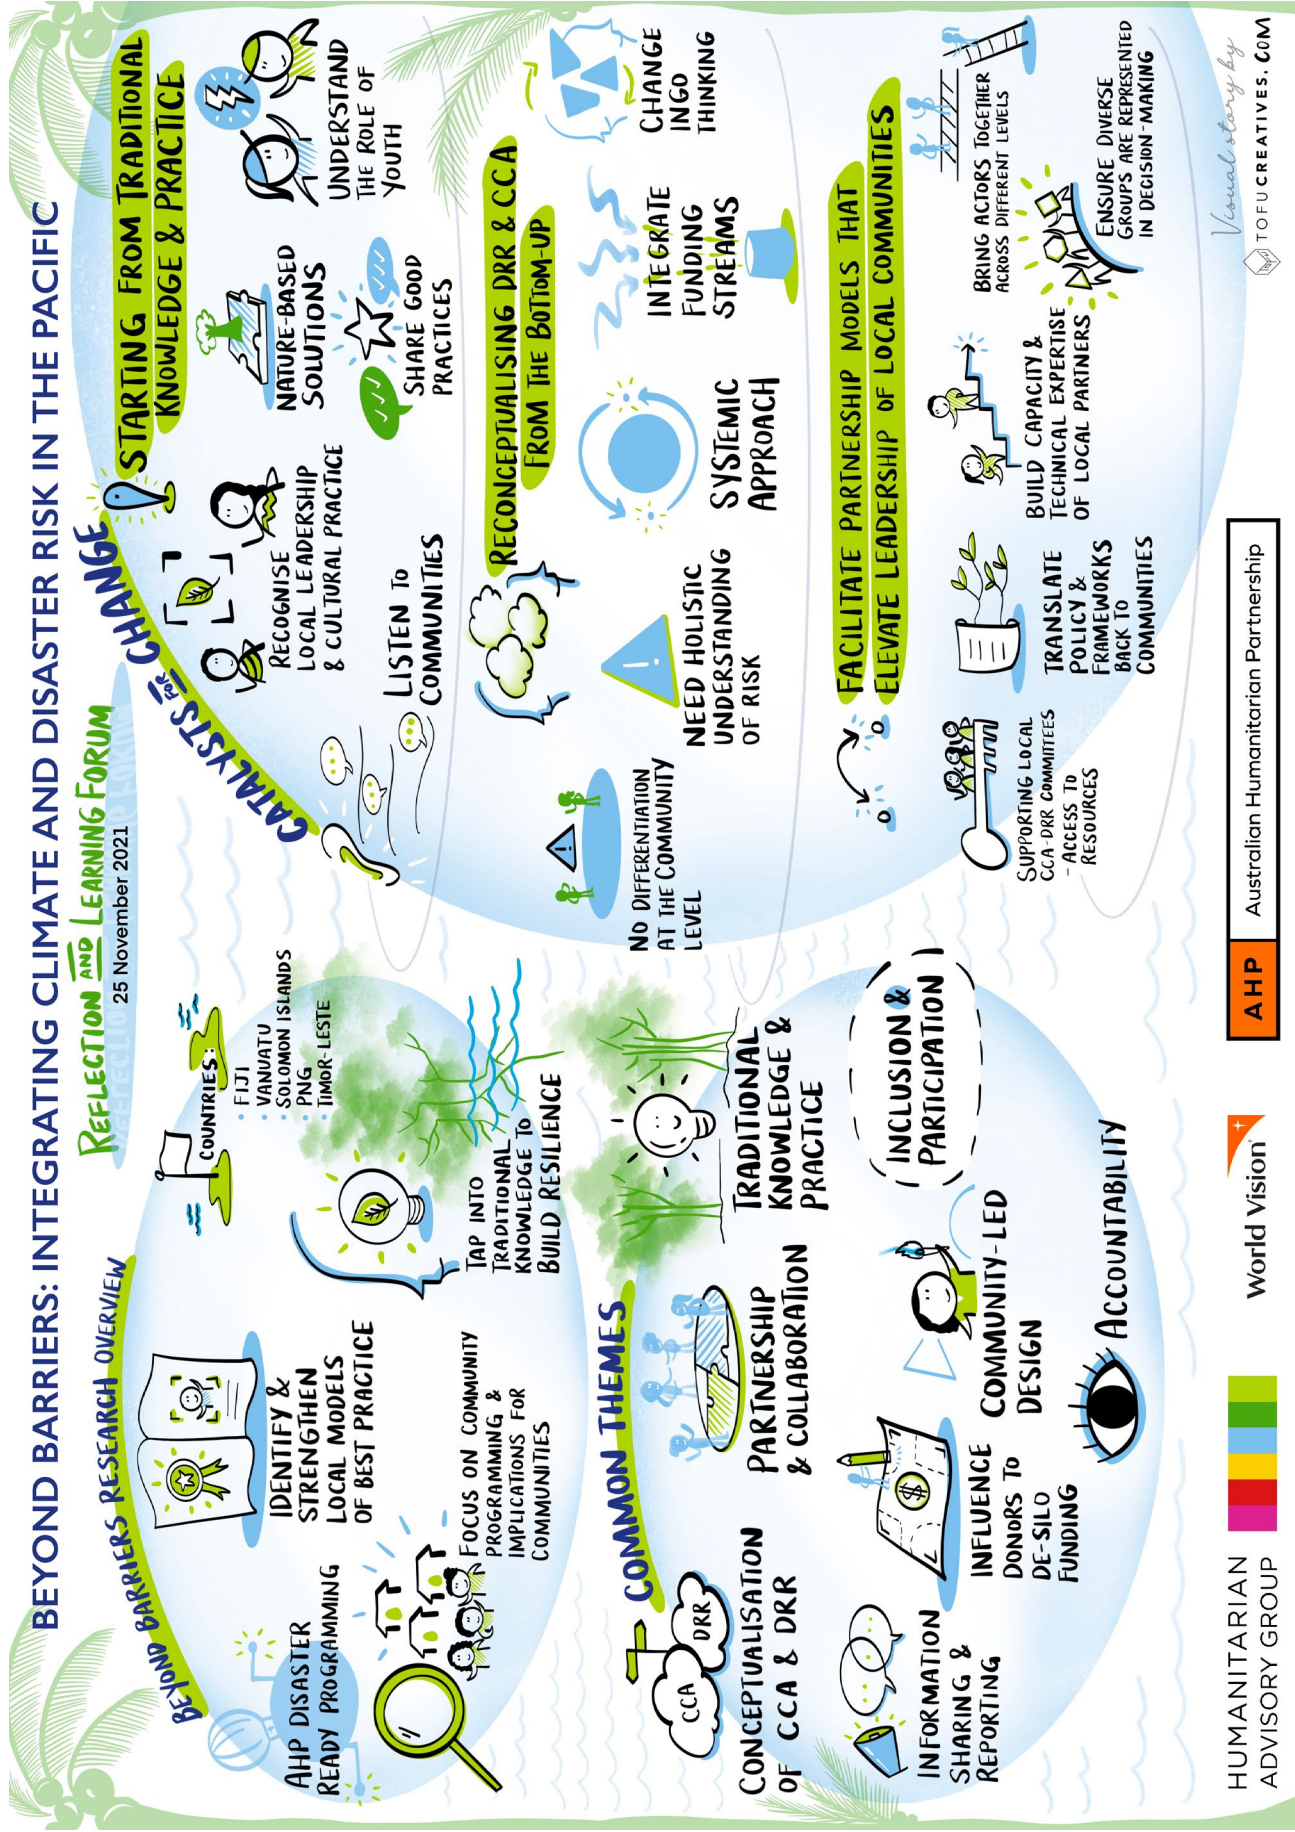 BEYOND BARRIERS: INTEGRATING CLIMATE AND DISASTER RISK IN THE PACIFIC
REFLECTION AND LEARNING FORUM
25 November 2021
BEYOND BARRIERS RESEARCH OVERVIEW
AHP DISASTER
READY PROGRAMMING
IDENTIFY &
STRENGTHEN
LOCAL MODELS
OF BEST PRACTICE
COUNTRIES:
• FIJI
• VANUATU
• SOLOMON ISLANDS
• PNG
• TIMOR-LESTE
FOCUS ON COMMUNITY
PROGRAMMING &
IMPLICATIONS FOR
COMMUNITIES
TAP INTO
TRADITIONAL
KNOWLEDGE TO
BUILD RESILIENCE
COMMON THEMES
CCA
DRR
CONCEPTUALISATION
OF CCA & DRR
PARTNERSHIP
& COLLABORATION
TRADITIONAL
KNOWLEDGE &
PRACTICE
INFORMATION
SHARING &
REPORTING
$
INFLUENCE
DONORS TO
DE-SILO
FUNDING
COMMUNITY-LED
DESIGN
INCLUSION &
PARTICIPATION
ACCOUNTABILITY
CATALYSTS FOR CHANGE
STARTING FROM TRADITIONAL
KNOWLEDGE & PRACTICE
LISTEN TO
COMMUNITIES
RECOGNISE
LOCAL LEADERSHIP
& CULTURAL PRACTICE
NATURE-BASED
SOLUTIONS
SHARE GOOD
PRACTICES
UNDERSTAND
THE ROLE OF
YOUTH
RECONCEPTUALISING DRR & CCA
FROM THE BOTTOM-UP
NO DIFFERENTIATION
AT THE COMMUNITY
LEVEL
NEED HOLISTIC
UNDERSTANDING
OF RISK
SYSTEMIC
APPROACH
INTEGRATE
FUNDING
STREAMS
CHANGE
INGO
THINKING
FACILITATE PARTNERSHIP MODELS THAT
ELEVATE LEADERSHIP OF LOCAL COMMUNITIES
SUPPORTING LOCAL
CCA-DRR COMMITTEES
- ACCESS TO
RESOURCES
TRANSLATE
POLICY &
FRAMEWORKS
BACK TO
COMMUNITIES
BUILD CAPACITY &
TECHNICAL EXPERTISE
OF LOCAL PARTNERS
BRING ACTORS TOGETHER
ACROSS DIFFERENT LEVELS
ENSURE DIVERSE
GROUPS ARE REPRESENTED
IN DECISION-MAKING
HUMANITARIAN
ADVISORY GROUP
World Vision
AHP Australian Humanitarian Partnership
Visual story by
TOFUCREATIVES.COM